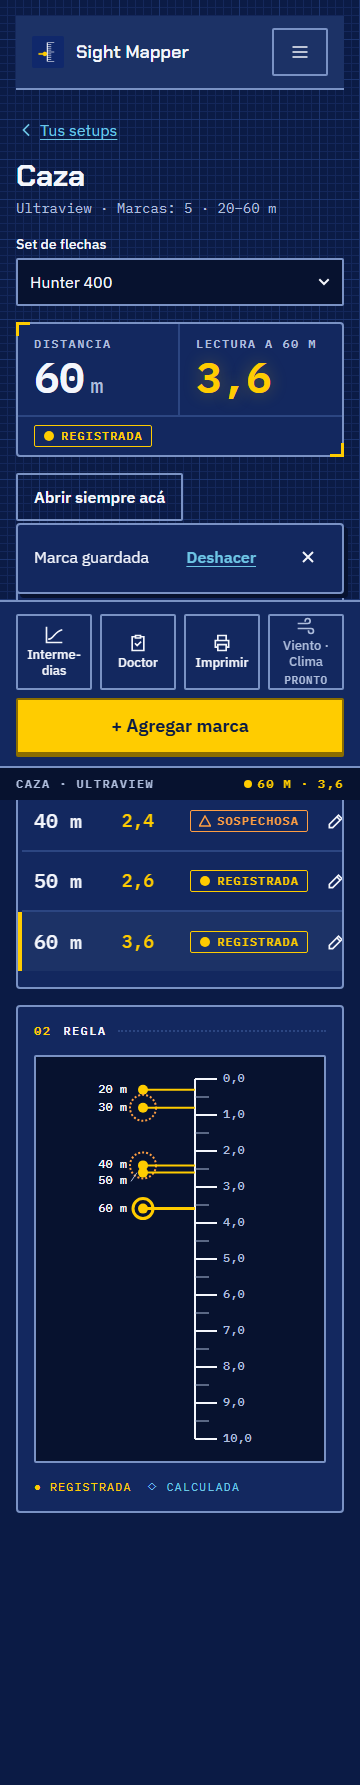 Sight Mapper
Tus setups
Caza
Ultraview · Marcas: 5 · 20–60 m
Set de flechas
Hunter 400
DISTANCIA
LECTURA A 60 M
60 m
3,6
REGISTRADA
Abrir siempre acá
Marca guardada
Deshacer
Interme-
dias
Doctor
Imprimir
Viento ·
Clima
PRONTO
+ Agregar marca
CAZA · ULTRAVIEW
60 M · 3,6
40 m 2,4 SOSPECHOSA
50 m 2,6 REGISTRADA
60 m 3,6 REGISTRADA
02 REGLA
20 m
30 m
40 m
50 m
60 m
0,0
1,0
2,0
3,0
4,0
5,0
6,0
7,0
8,0
9,0
10,0
REGISTRADA
CALCULADA